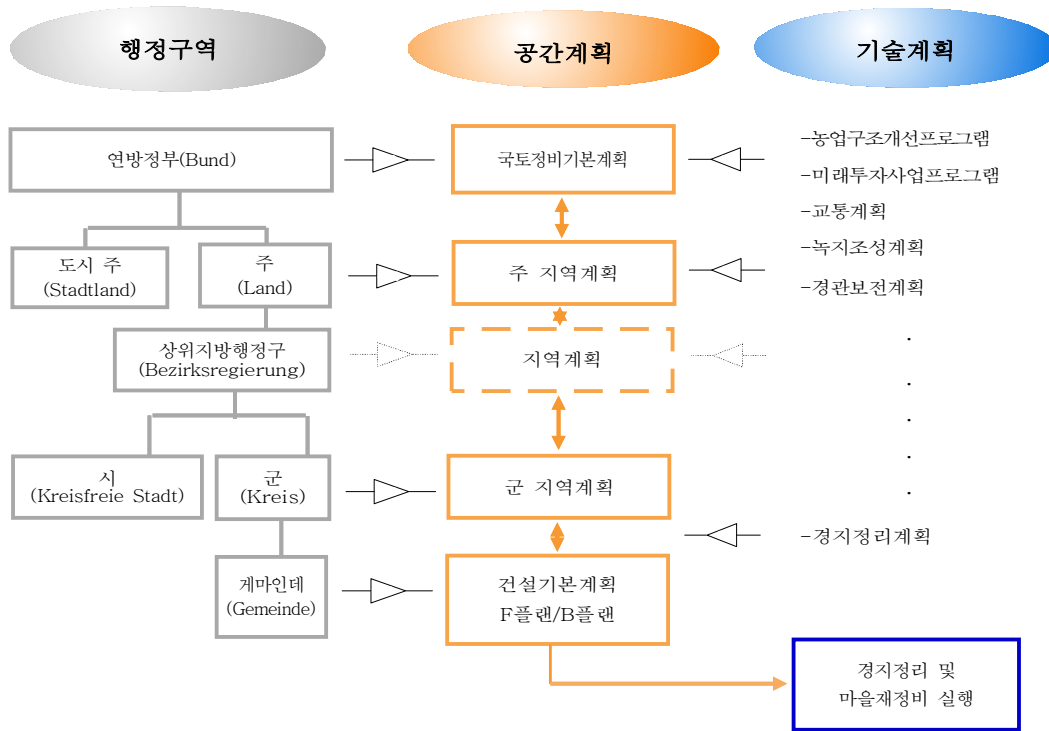 행정구역
공간계획
기술계획
연방정부(Bund)
국토정비기본계획
-농업구조개선프로그램
-미래투자사업프로그램
-교통계획
-녹지조성계획
-경관보전계획
도시 주
(Stadtland)
주
(Land)
주 지역계획
상위지방행정구
(Bezirksregierung)
지역계획
시
(Kreisfreie Stadt)
군
(Kreis)
군 지역계획
-경지정리계획
게마인데
(Gemeinde)
건설기본계획
F플랜/B플랜
경지정리 및
마을재정비 실행